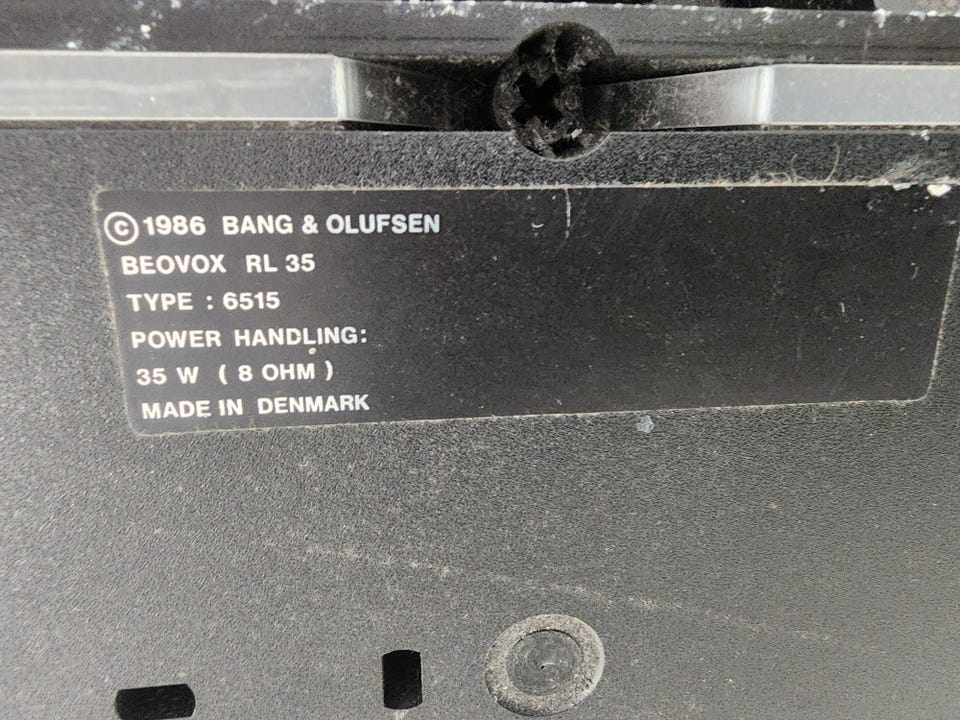 ©1986 BANG & OLUFSEN
BEOVOX RL 35
TYPE : 6515
POWER HANDLING:
35 W ( 8 OHM )
MADE IN DENMARK